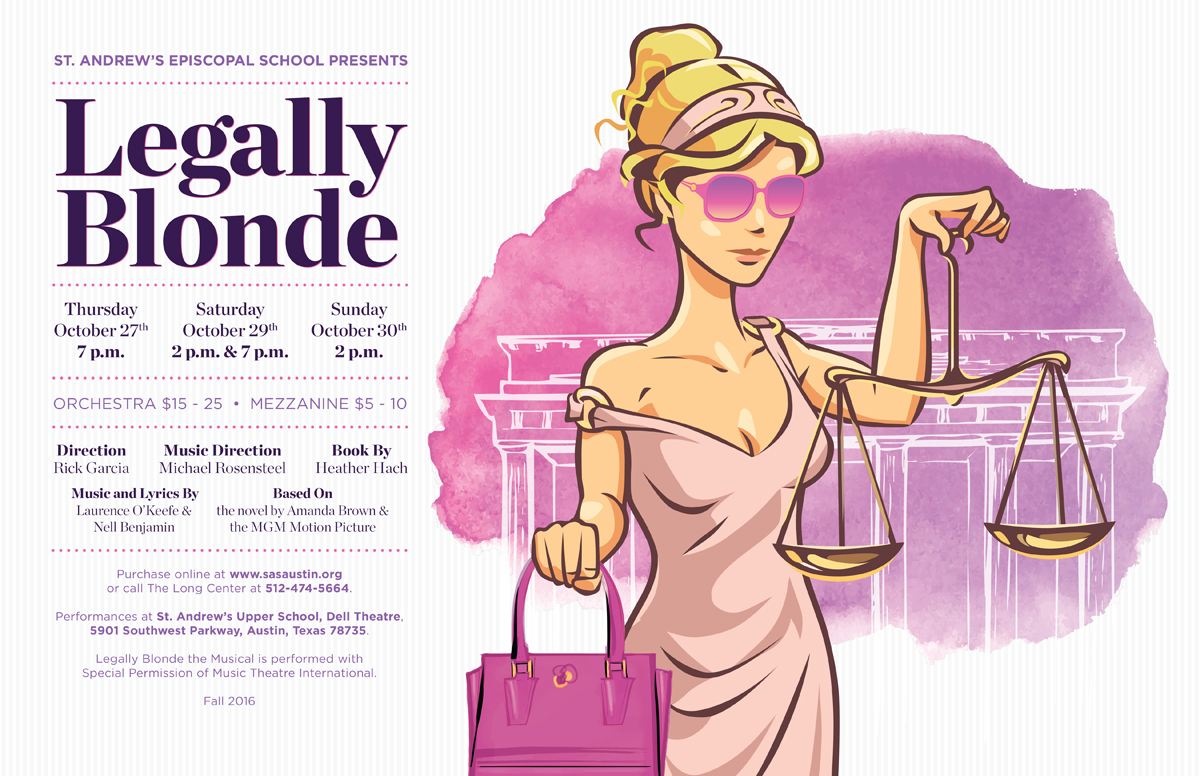 ST. ANDREW’S EPISCOPAL SCHOOL PRESENTS
Legally
Blonde
Thursday
October 27th
7 p.m.
Saturday
October 29th
2 p.m. & 7 p.m.
Sunday
October 30th
2 p.m.
ORCHESTRA $15 - 25 • MEZZANINE $5 - 10
Direction
Rick Garcia
Music Direction
Michael Rosensteel
Book By
Heather Hach
Music and Lyrics By
Laurence O’Keefe &
Nell Benjamin
Based On
the novel by Amanda Brown &
the MGM Motion Picture
Purchase online at www.sasaustin.org
or call The Long Center at 512-474-5664.
Performances at St. Andrew’s Upper School, Dell Theatre,
5901 Southwest Parkway, Austin, Texas 78735.
Legally Blonde the Musical is performed with
Special Permission of Music Theatre International.
Fall 2016